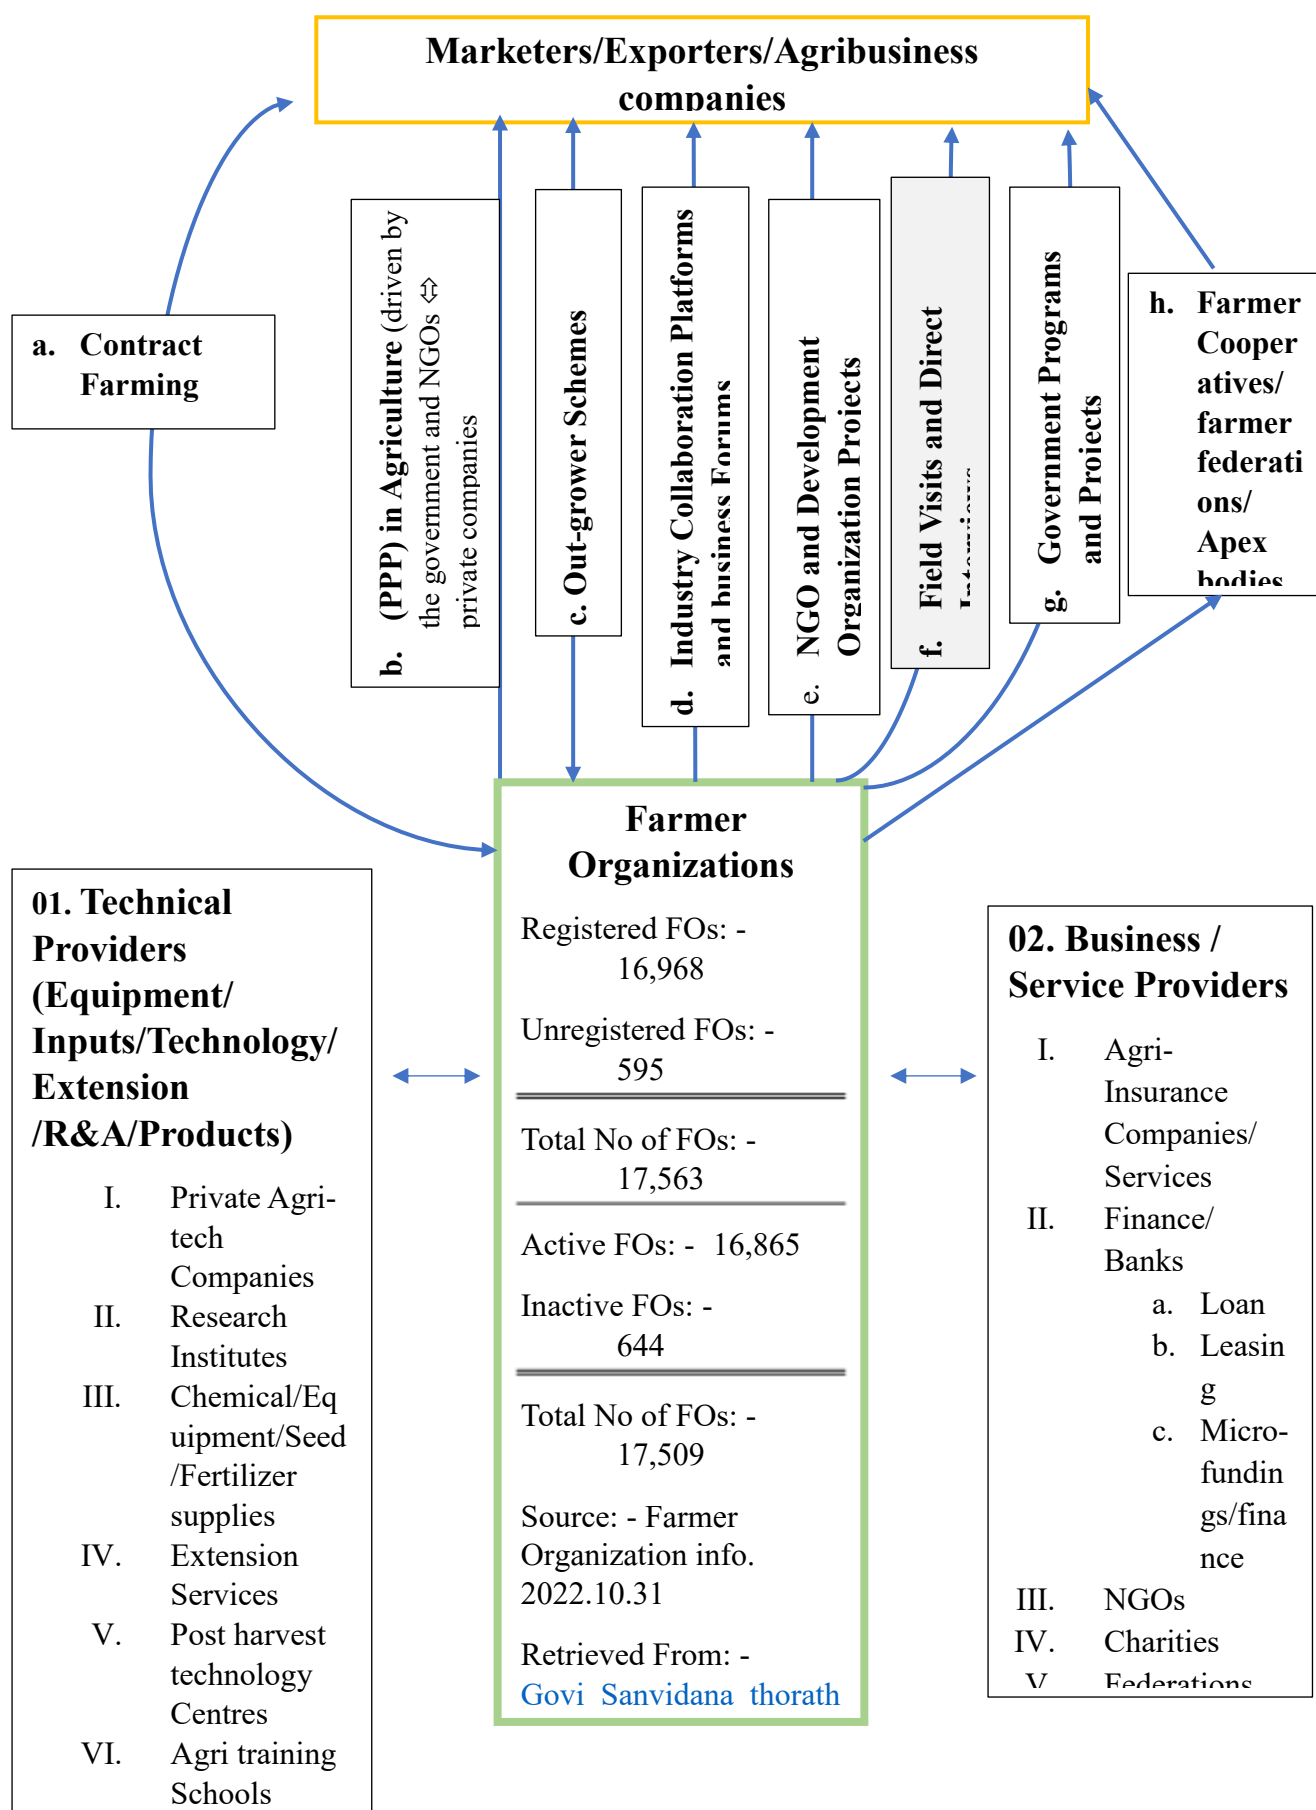 Marketers/Exporters/Agribusiness
companies
a. Contract
Farming
b. (PPP) in Agriculture (driven by
the government and NGOs ⇔
private companies
c. Out-grower Schemes
d. Industry Collaboration Platforms
and business Forums
e. NGO and Development
Organization Projects
f. Field Visits and Direct
Interviews
g. Government Programs
and Projects
h. Farmer
Cooper
atives/
farmer
federati
ons/
Apex
bodies
Farmer
Organizations
Registered FOs: -
16,968
Unregistered FOs: -
595
Total No of FOs: -
17,563
Active FOs: - 16,865
Inactive FOs: -
644
Total No of FOs: -
17,509
Source: - Farmer
Organization info.
2022.10.31
Retrieved From: -
Govi Sanvidana thorath
01. Technical
Providers
(Equipment/
Inputs/Technology/
Extension
/R&A/Products)
I. Private Agri-
tech
Companies
II. Research
Institutes
III. Chemical/Eq
uipment/Seed
/Fertilizer
supplies
IV. Extension
Services
V. Post harvest
technology
Centres
VI. Agri training
Schools
02. Business /
Service Providers
I. Agri-
Insurance
Companies/
Services
II. Finance/
Banks
a. Loan
b. Leasin
g
c. Micro-
fundin
gs/fina
nce
III. NGOs
IV. Charities
V. Federations